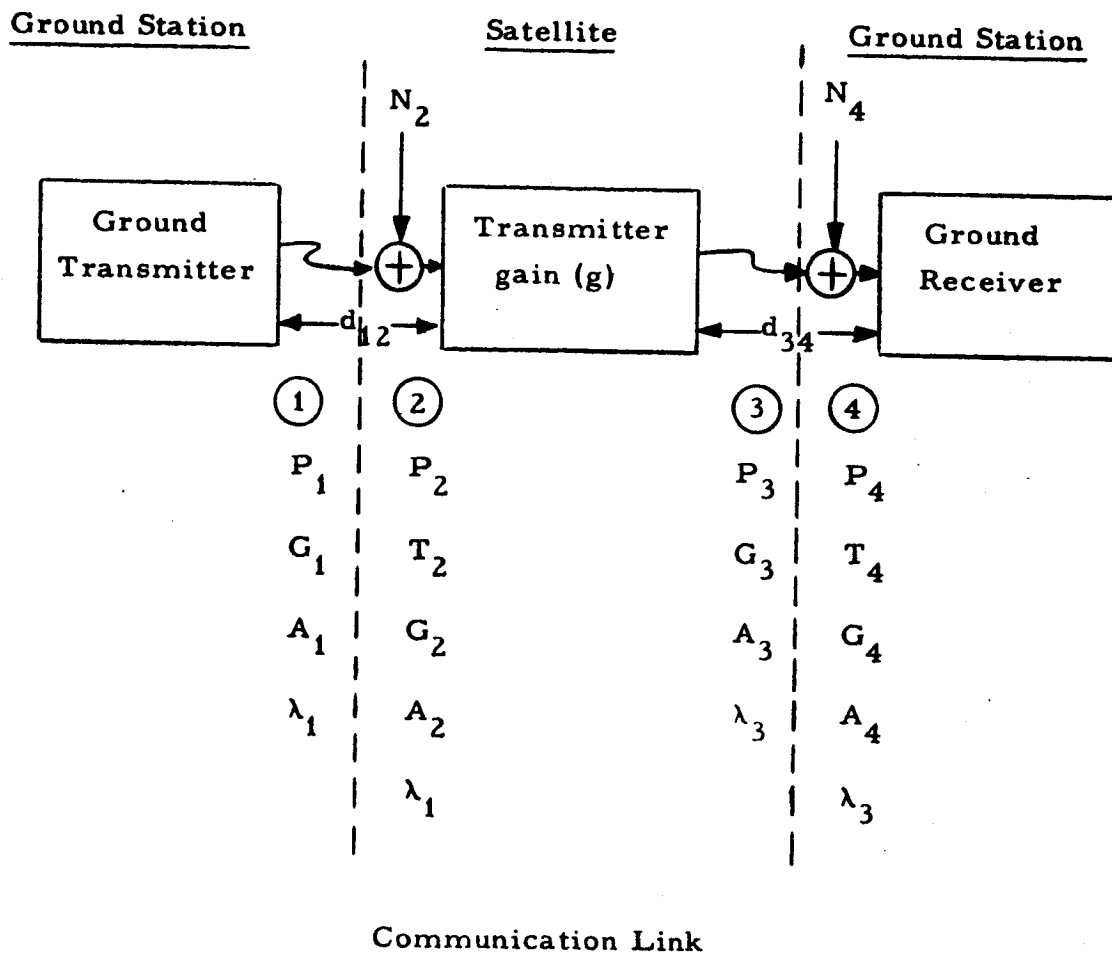 Ground Station Satellite Ground Station
N₂ N₄
Ground Transmitter
Transmitter gain (g)
Ground Receiver
+ +
d₁₂ d₃₄
① ② ③ ④
P₁ P₂ P₃ P₄
G₁ T₂ G₃ T₄
A₁ G₂ A₃ G₄
λ₁ A₂ λ₃ A₄
λ₁ λ₃
Communication Link